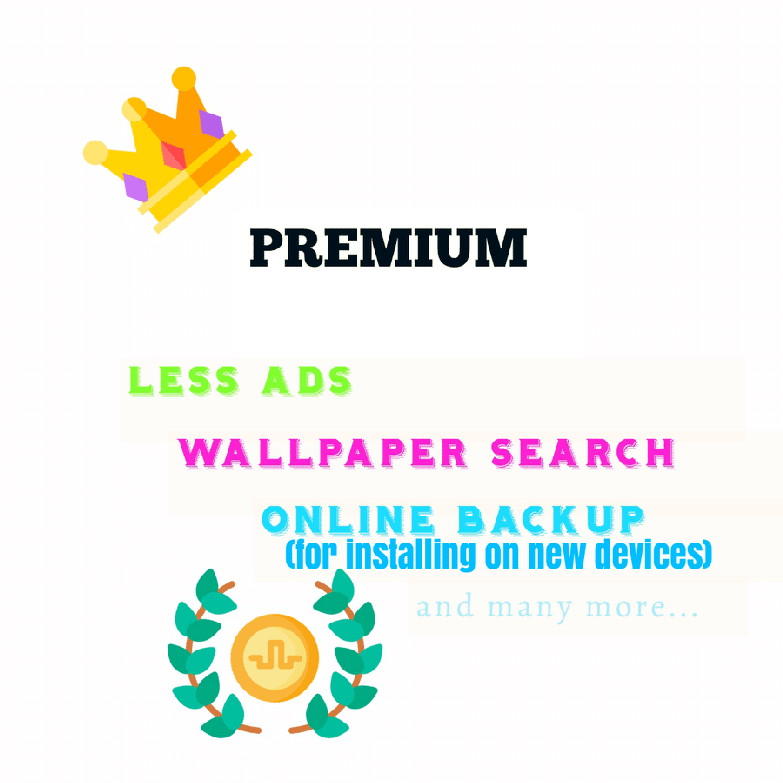 PREMIUM
LESS ADS
WALLPAPER SEARCH
ONLINE BACKUP
(for installing on new devices)
and many more...